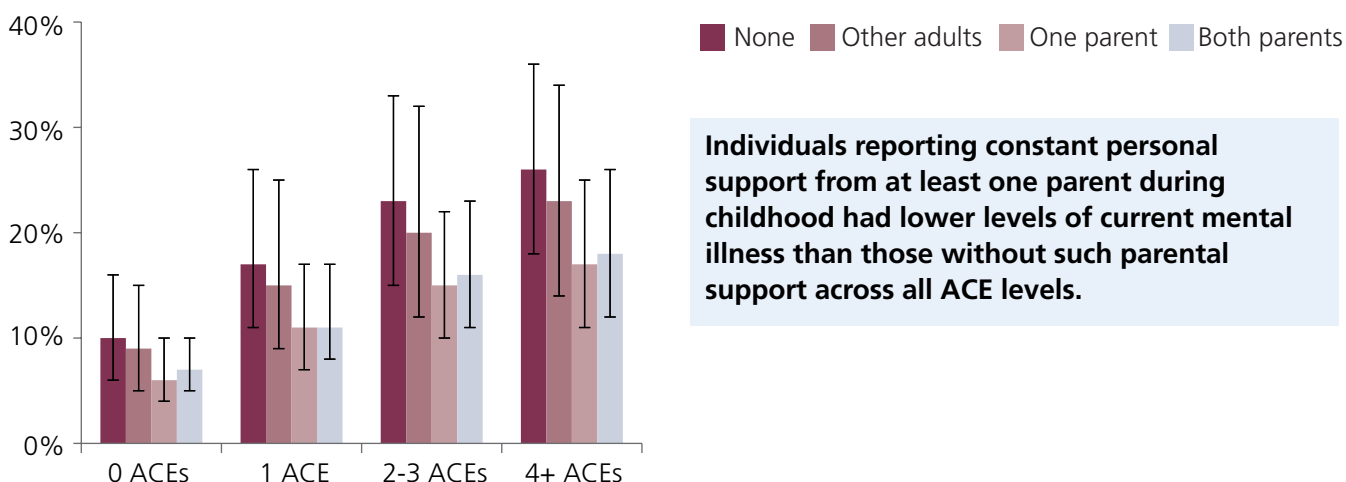 40%
30%
20%
10%
0%
0 ACEs
1 ACE
2-3 ACEs
4+ ACEs
None
Other adults
One parent
Both parents
Individuals reporting constant personal
support from at least one parent during
childhood had lower levels of current mental
illness than those without such parental
support across all ACE levels.